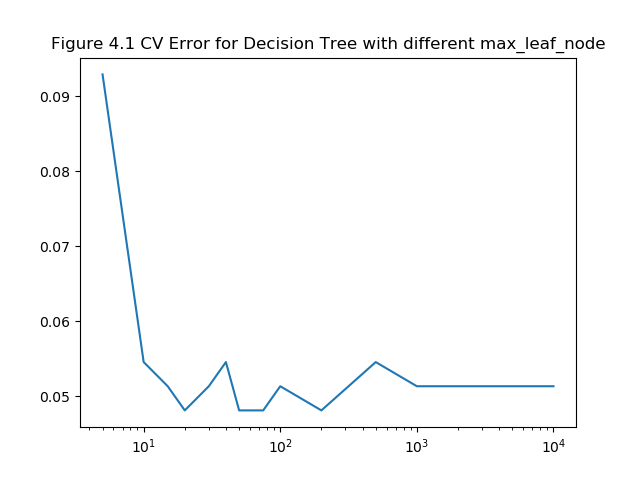 Figure 4.1 CV Error for Decision Tree with different max_leaf_node
0.09
0.08
0.07
0.06
0.05
10¹ 10² 10³ 10⁴